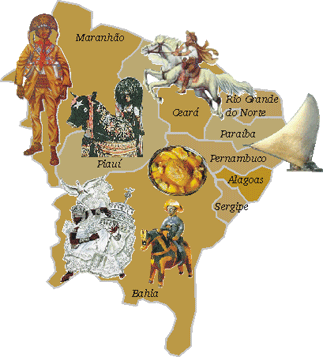 Maranhão
Ceará
Rio Grande
do Norte
Paraíba
Piauí
Pernambuco
Alagoas
Sergipe
Bahia